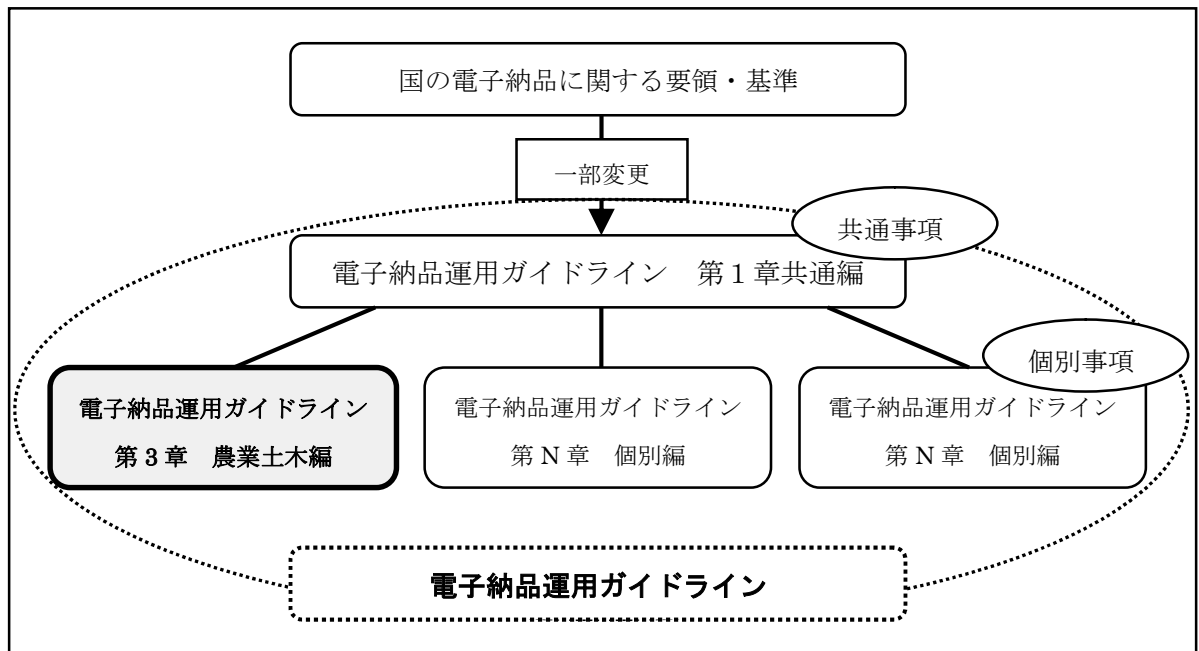 国の電子納品に関する要領・基準
一部変更
共通事項
電子納品運用ガイドライン　第１章共通編
個別事項
電子納品運用ガイドライン
第 3 章　農業土木編
電子納品運用ガイドライン
第 N 章　個別編
電子納品運用ガイドライン
第 N 章　個別編
電子納品運用ガイドライン